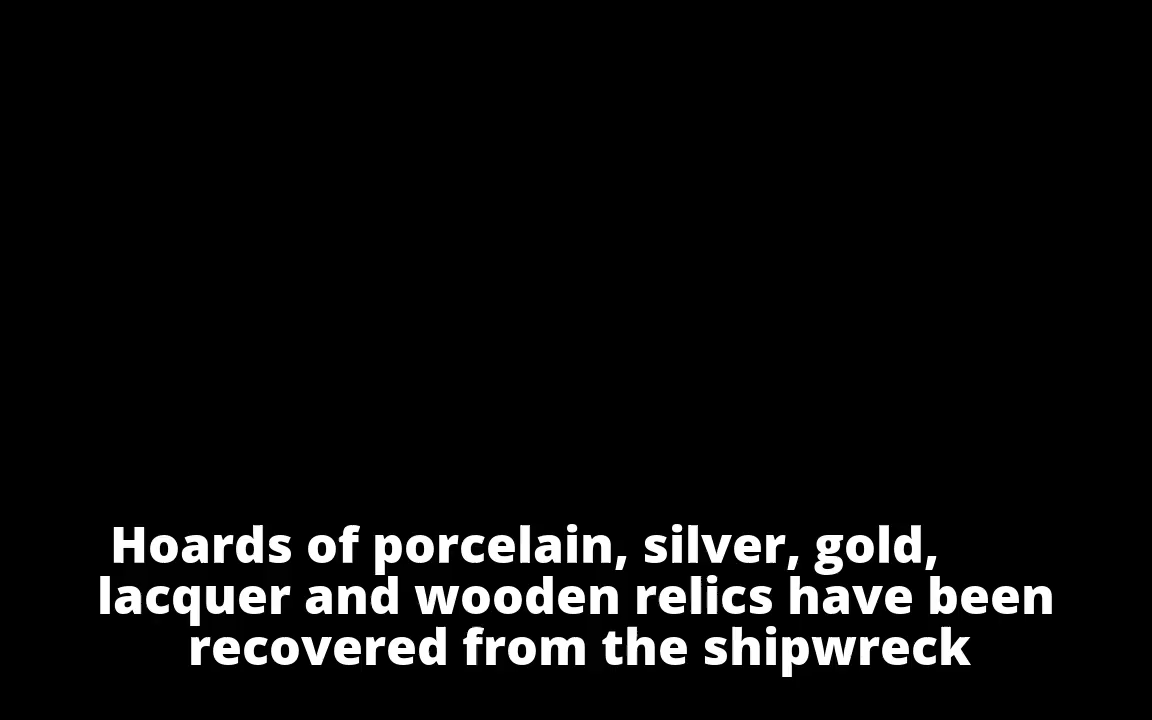 Hoards of porcelain, silver, gold,
lacquer and wooden relics have been
recovered from the shipwreck